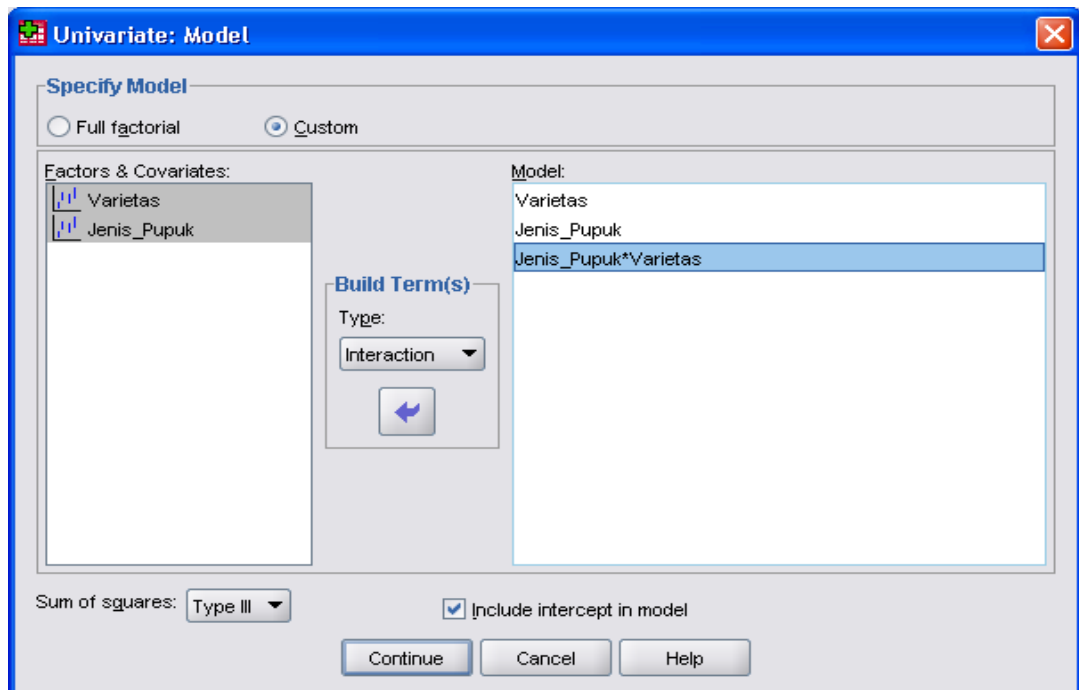 Univariate: Model
Specify Model
Full factorial
Custom
Factors & Covariates:
Varietas
Jenis_Pupuk
Build Term(s)
Type:
Interaction
Model:
Varietas
Jenis_Pupuk
Jenis_Pupuk*Varietas
Sum of squares:
Type III
Include intercept in model
Continue
Cancel
Help